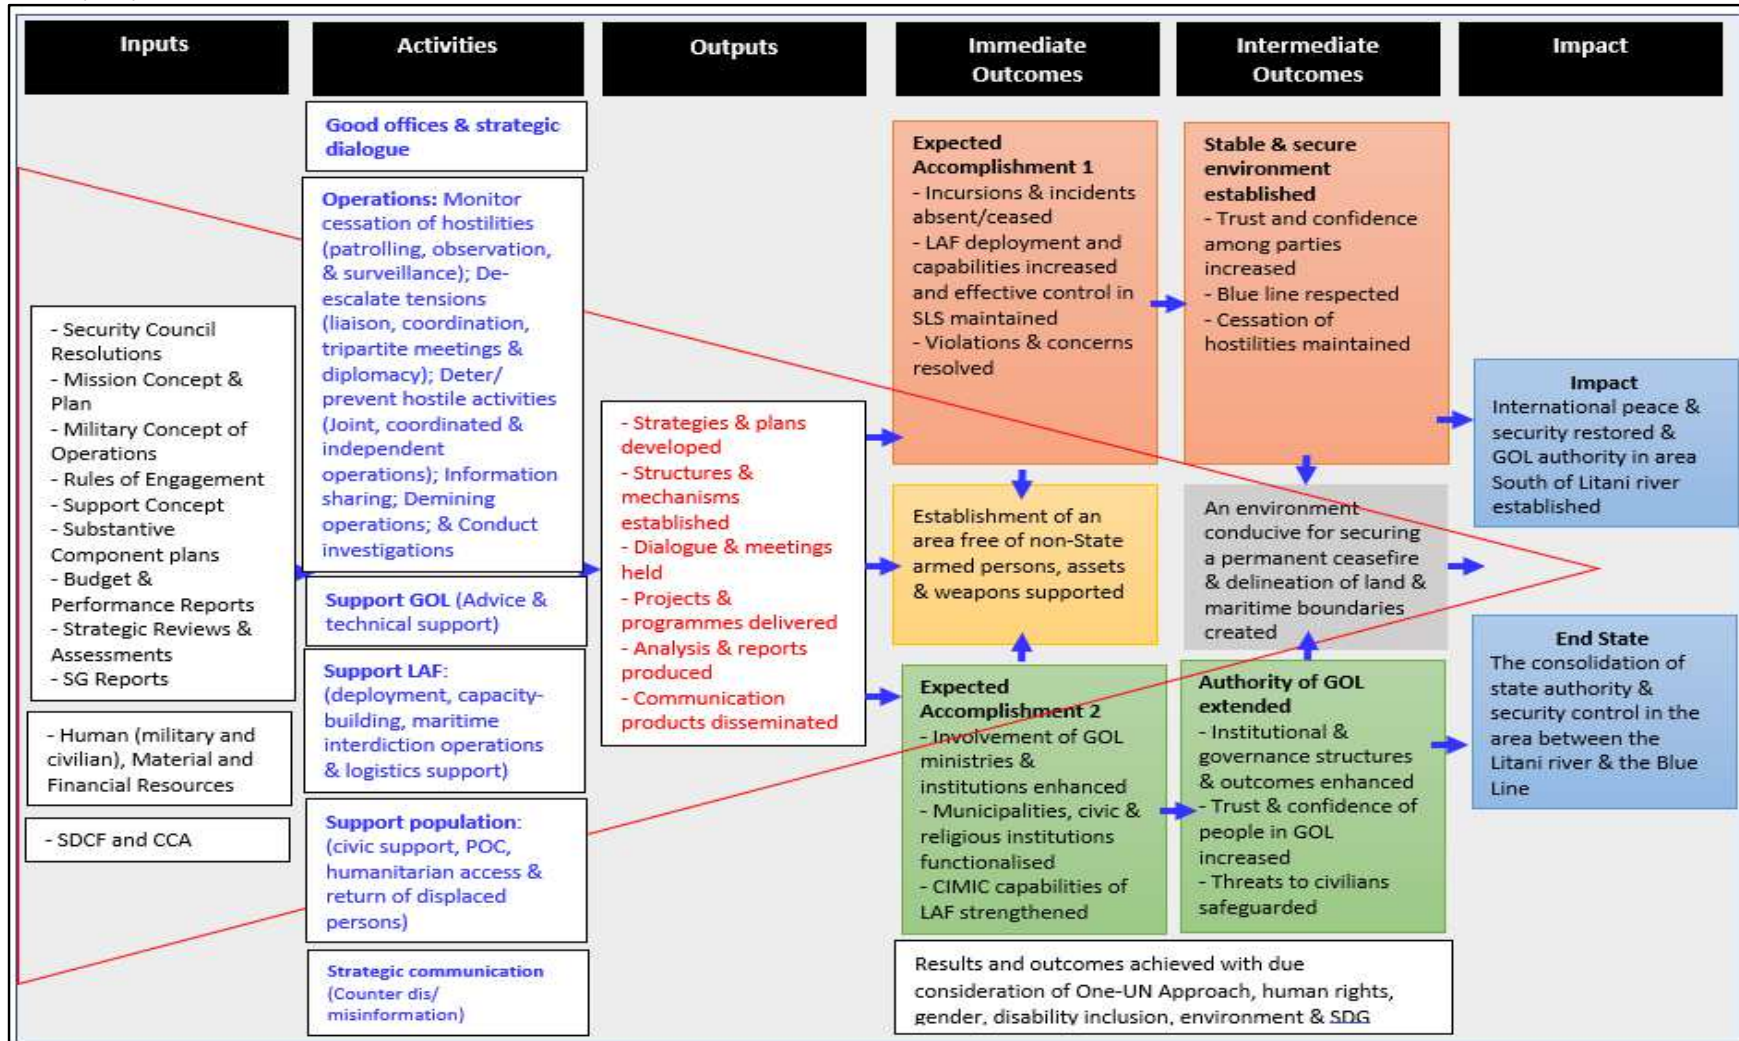 Inputs
Activities
Outputs
Immediate
Outcomes
Intermediate
Outcomes
Impact
- Security Council
Resolutions
- Mission Concept &
Plan
- Military Concept of
Operations
- Rules of Engagement
- Support Concept
- Substantive
Component plans
- Budget &
Performance Reports
- Strategic Reviews &
Assessments
- SG Reports
- Human (military and
civilian), Material and
Financial Resources
- SDCF and CCA
Good offices & strategic
dialogue
Operations: Monitor
cessation of hostilities
(patrolling, observation,
& surveillance); De-
escalate tensions
(liaison, coordination,
tripartite meetings &
diplomacy); Deter/
prevent hostile activities
(Joint, coordinated &
independent
operations); Information
sharing; Demining
operations; & Conduct
investigations
Support GOL (Advice &
technical support)
Support LAF:
(deployment, capacity-
building, maritime
interdiction operations
& logistics support)
Support population:
(civic support, POC,
humanitarian access &
return of displaced
persons)
Strategic communication
(Counter dis/
misinformation)
- Strategies & plans
developed
- Structures &
mechanisms
established
- Dialogue & meetings
held
- Projects &
programmes delivered
- Analysis & reports
produced
- Communication
products disseminated
Expected
Accomplishment 1
- Incursions & incidents
absent/ceased
- LAF deployment and
capabilities increased
and effective control in
SLS maintained
- Violations & concerns
resolved
Establishment of an
area free of non-State
armed persons, assets
& weapons supported
Expected
Accomplishment 2
- Involvement of GOL
ministries &
institutions enhanced
- Municipalities, civic &
religious institutions
functionalised
- CIMIC capabilities of
LAF strengthened
Stable & secure
environment
established
- Trust and confidence
among parties
increased
- Blue line respected
- Cessation of
hostilities maintained
An environment
conducive for securing
a permanent ceasefire
& delineation of land &
maritime boundaries
created
Authority of GOL
extended
- Institutional &
governance structures
& outcomes enhanced
- Trust & confidence of
people in GOL
increased
- Threats to civilians
safeguarded
Results and outcomes achieved with due
consideration of One-UN Approach, human rights,
gender, disability inclusion, environment & SDG
Impact
International peace &
security restored &
GOL authority in area
South of Litani river
established
End State
The consolidation of
state authority &
security control in the
area between the
Litani river & the Blue
Line